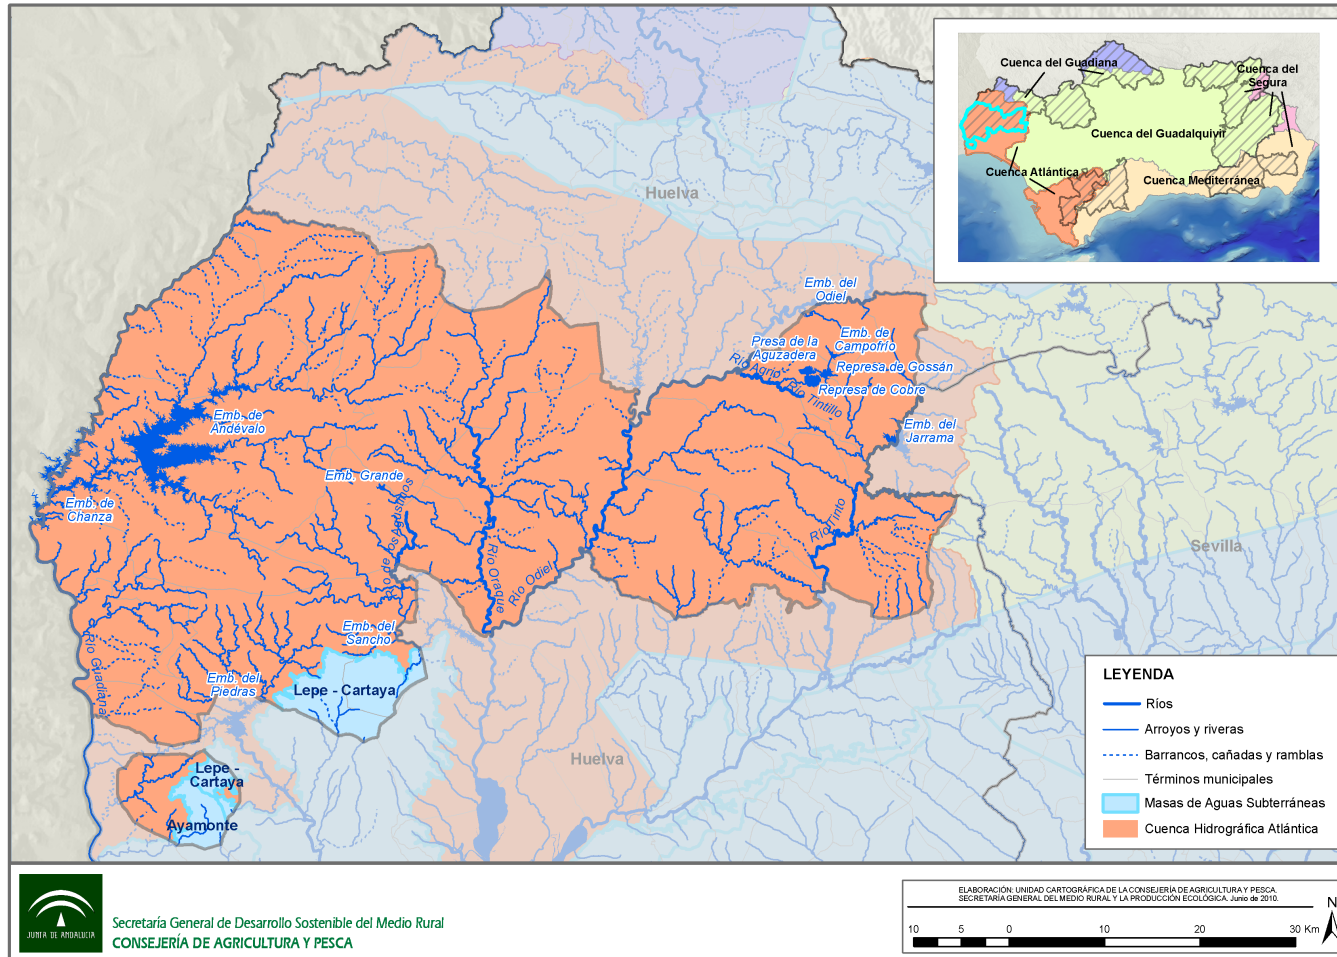 Cuenca del Guadiana
Cuenca del
Segura
Cuenca del Guadalquivir
Cuenca Atlántica
Cuenca Mediterránea
Huelva
Emb. del
Odiel
Emb. de
Campofrío
Presa de la
Aguzadera
Represa de Gossán
Río Agrio - Río Tintillo
Represa de Cobre
Emb. de
Andévalo
Emb. del
Jarrama
Emb. Grande
Emb. de
Chanza
Río de los Agustinos
Río Tinto
Sevilla
Río Oraque
Río Odiel
Emb. del
Sancho
Río Guadiana
Emb. del
Piedras
Lepe - Cartaya
Huelva
Lepe -
Cartaya
Ayamonte
LEYENDA
Ríos
Arroyos y riveras
Barrancos, cañadas y ramblas
Términos municipales
Masas de Aguas Subterráneas
Cuenca Hidrográfica Atlántica
JUNTA DE ANDALUCIA
Secretaría General de Desarrollo Sostenible del Medio Rural
CONSEJERÍA DE AGRICULTURA Y PESCA
ELABORACIÓN: UNIDAD CARTOGRÁFICA DE LA CONSEJERÍA DE AGRICULTURA Y PESCA.
SECRETARÍA GENERAL DEL MEDIO RURAL Y LA PRODUCCIÓN ECOLÓGICA. Junio de 2010.
N
10 5 0 10 20 30 Km